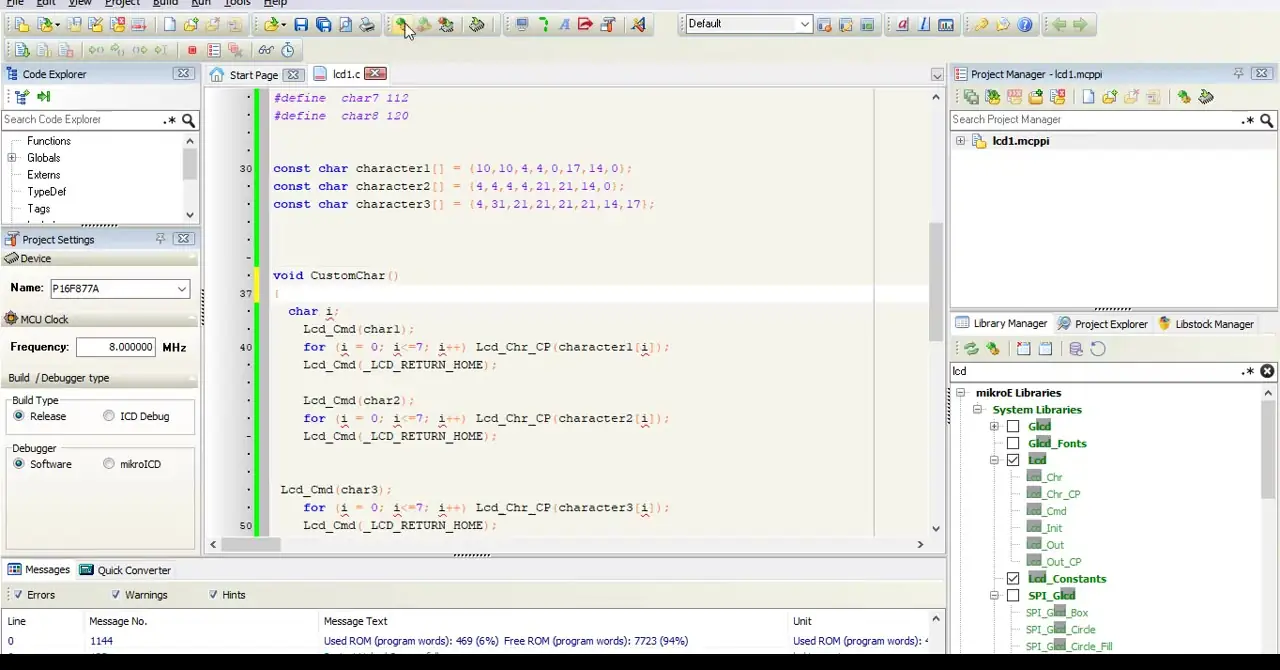 File Edit View Project Build Run Tools Help
Default
Code Explorer
Search Code Explorer .*
Functions
Globals
Externs
TypeDef
Tags
Project Settings
Device
Name: P16F877A
MCU Clock
Frequency: 8.000000 MHz
Build / Debugger type
Build Type
Release ICD Debug
Debugger
Software mikroICD
Start Page lcd1.c
#define char7 112
#define char8 120
30 const char character1[] = {10,10,4,4,0,17,14,0};
const char character2[] = {4,4,4,4,21,21,14,0};
const char character3[] = {4,31,21,21,21,21,14,17};
void CustomChar()
37 {
char i;
Lcd_Cmd(char1);
40 for (i = 0; i<=7; i++) Lcd_Chr_CP(character1[i]);
Lcd_Cmd(_LCD_RETURN_HOME);
Lcd_Cmd(char2);
for (i = 0; i<=7; i++) Lcd_Chr_CP(character2[i]);
Lcd_Cmd(_LCD_RETURN_HOME);
Lcd_Cmd(char3);
for (i = 0; i<=7; i++) Lcd_Chr_CP(character3[i]);
50 Lcd_Cmd(_LCD_RETURN_HOME);
Messages Quick Converter
Errors Warnings Hints
Line Message No. Message Text Unit
0 1144 Used ROM (program words): 469 (6%) Free ROM (program words): 7723 (94%) Used ROM (program words):
Project Manager - lcd1.mcppi
Search Project Manager .*
lcd1.mcppi
Library Manager Project Explorer Libstock Manager
lcd .*
mikroE Libraries
System Libraries
Glcd
Glcd_Fonts
Lcd
Lcd_Chr
Lcd_Chr_CP
Lcd_Cmd
Lcd_Init
Lcd_Out
Lcd_Out_CP
Lcd_Constants
SPI_Glcd
SPI_Glcd_Box
SPI_Glcd_Circle
SPI_Glcd_Circle_Fill